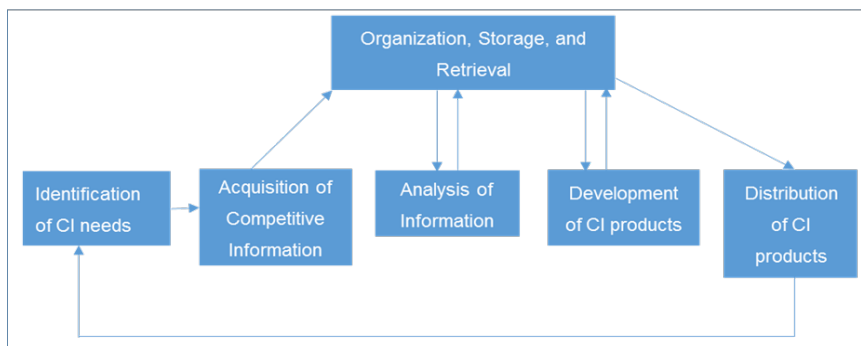 Organization, Storage, and
Retrieval
Identification
of CI needs
Acquisition of
Competitive
Information
Analysis of
Information
Development
of CI products
Distribution
of CI
products